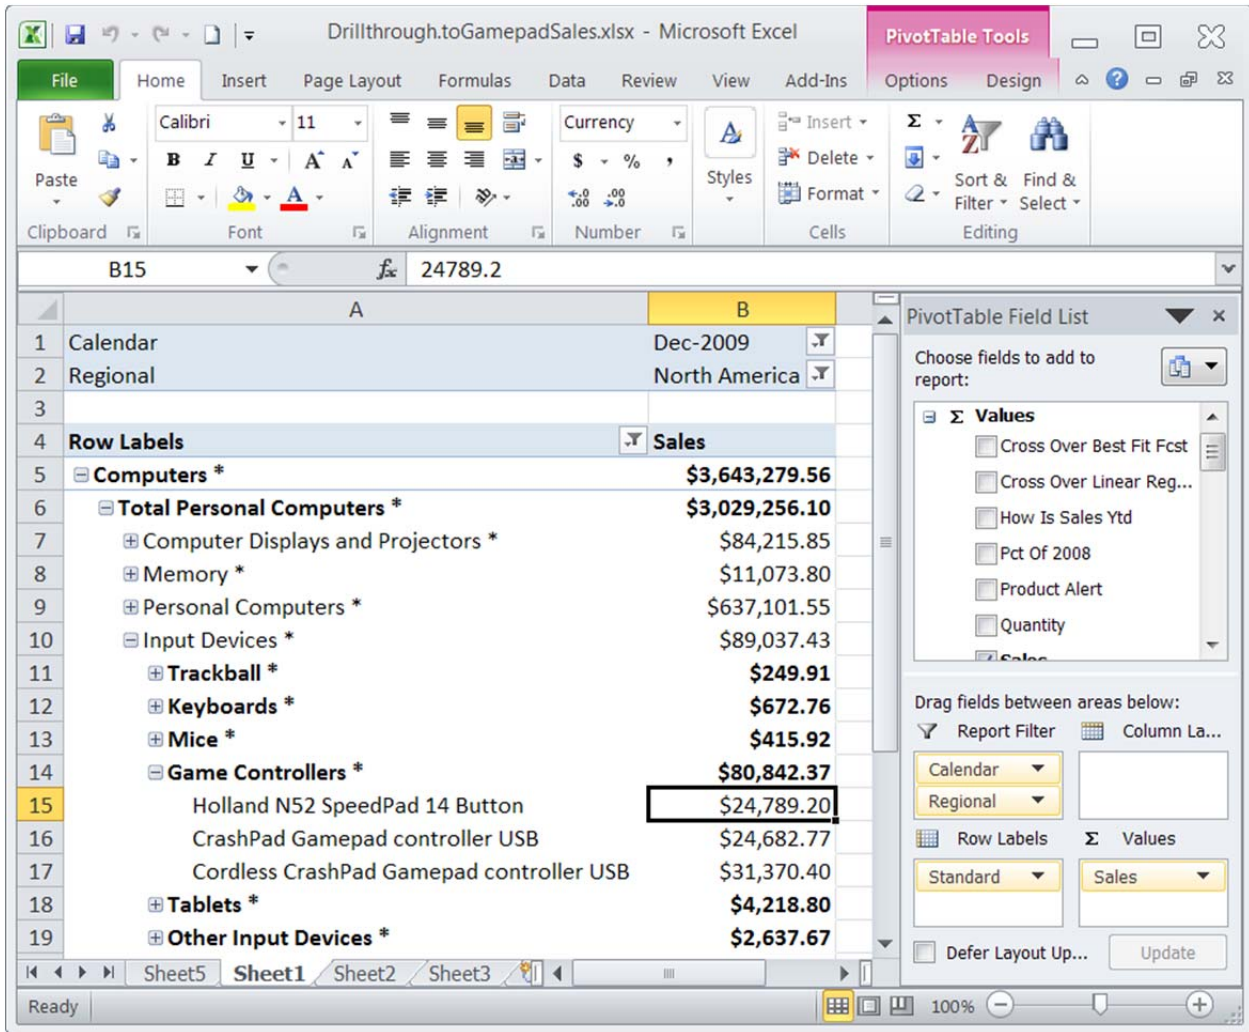 Drillthrough.toGamepadSales.xlsx - Microsoft Excel
PivotTable Tools
File Home Insert Page Layout Formulas Data Review View Add-Ins Options Design
Calibri 11 Currency Insert Σ
B I U A A $ % , Delete
Paste Styles Format Sort & Filter Find & Select
Clipboard Font Alignment Number Cells Editing
B15 fx 24789.2
A B
PivotTable Field List
1 Calendar Dec-2009
2 Regional North America
3
4 Row Labels Sales
5 Computers * $3,643,279.56
6 Total Personal Computers * $3,029,256.10
7 Computer Displays and Projectors * $84,215.85
8 Memory * $11,073.80
9 Personal Computers * $637,101.55
10 Input Devices * $89,037.43
11 Trackball * $249.91
12 Keyboards * $672.76
13 Mice * $415.92
14 Game Controllers * $80,842.37
15 Holland N52 SpeedPad 14 Button $24,789.20
16 CrashPad Gamepad controller USB $24,682.77
17 Cordless CrashPad Gamepad controller USB $31,370.40
18 Tablets * $4,218.80
19 Other Input Devices * $2,637.67
Choose fields to add to
report:
Σ Values
Cross Over Best Fit Fcst
Cross Over Linear Reg...
How Is Sales Ytd
Pct Of 2008
Product Alert
Quantity
Sales
Drag fields between areas below:
Report Filter Column La...
Calendar
Regional
Row Labels Σ Values
Standard Sales
Defer Layout Up... Update
Sheet5 Sheet1 Sheet2 Sheet3
Ready 100%